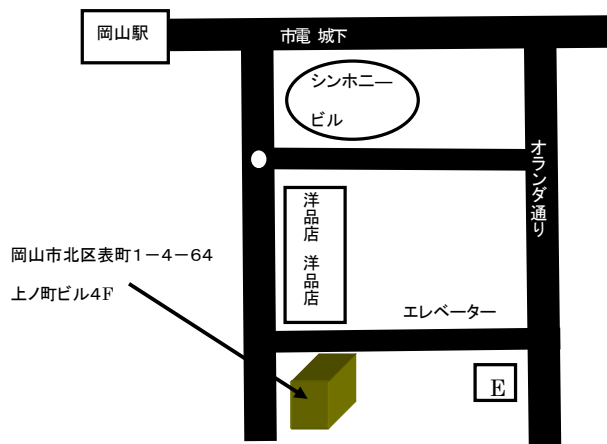 岡山駅
市電 城下
シンホ二―
ビル
オランダ通り
洋品店 洋品店
岡山市北区表町1－4－64
上ノ町ビル4F
エレベーター
E